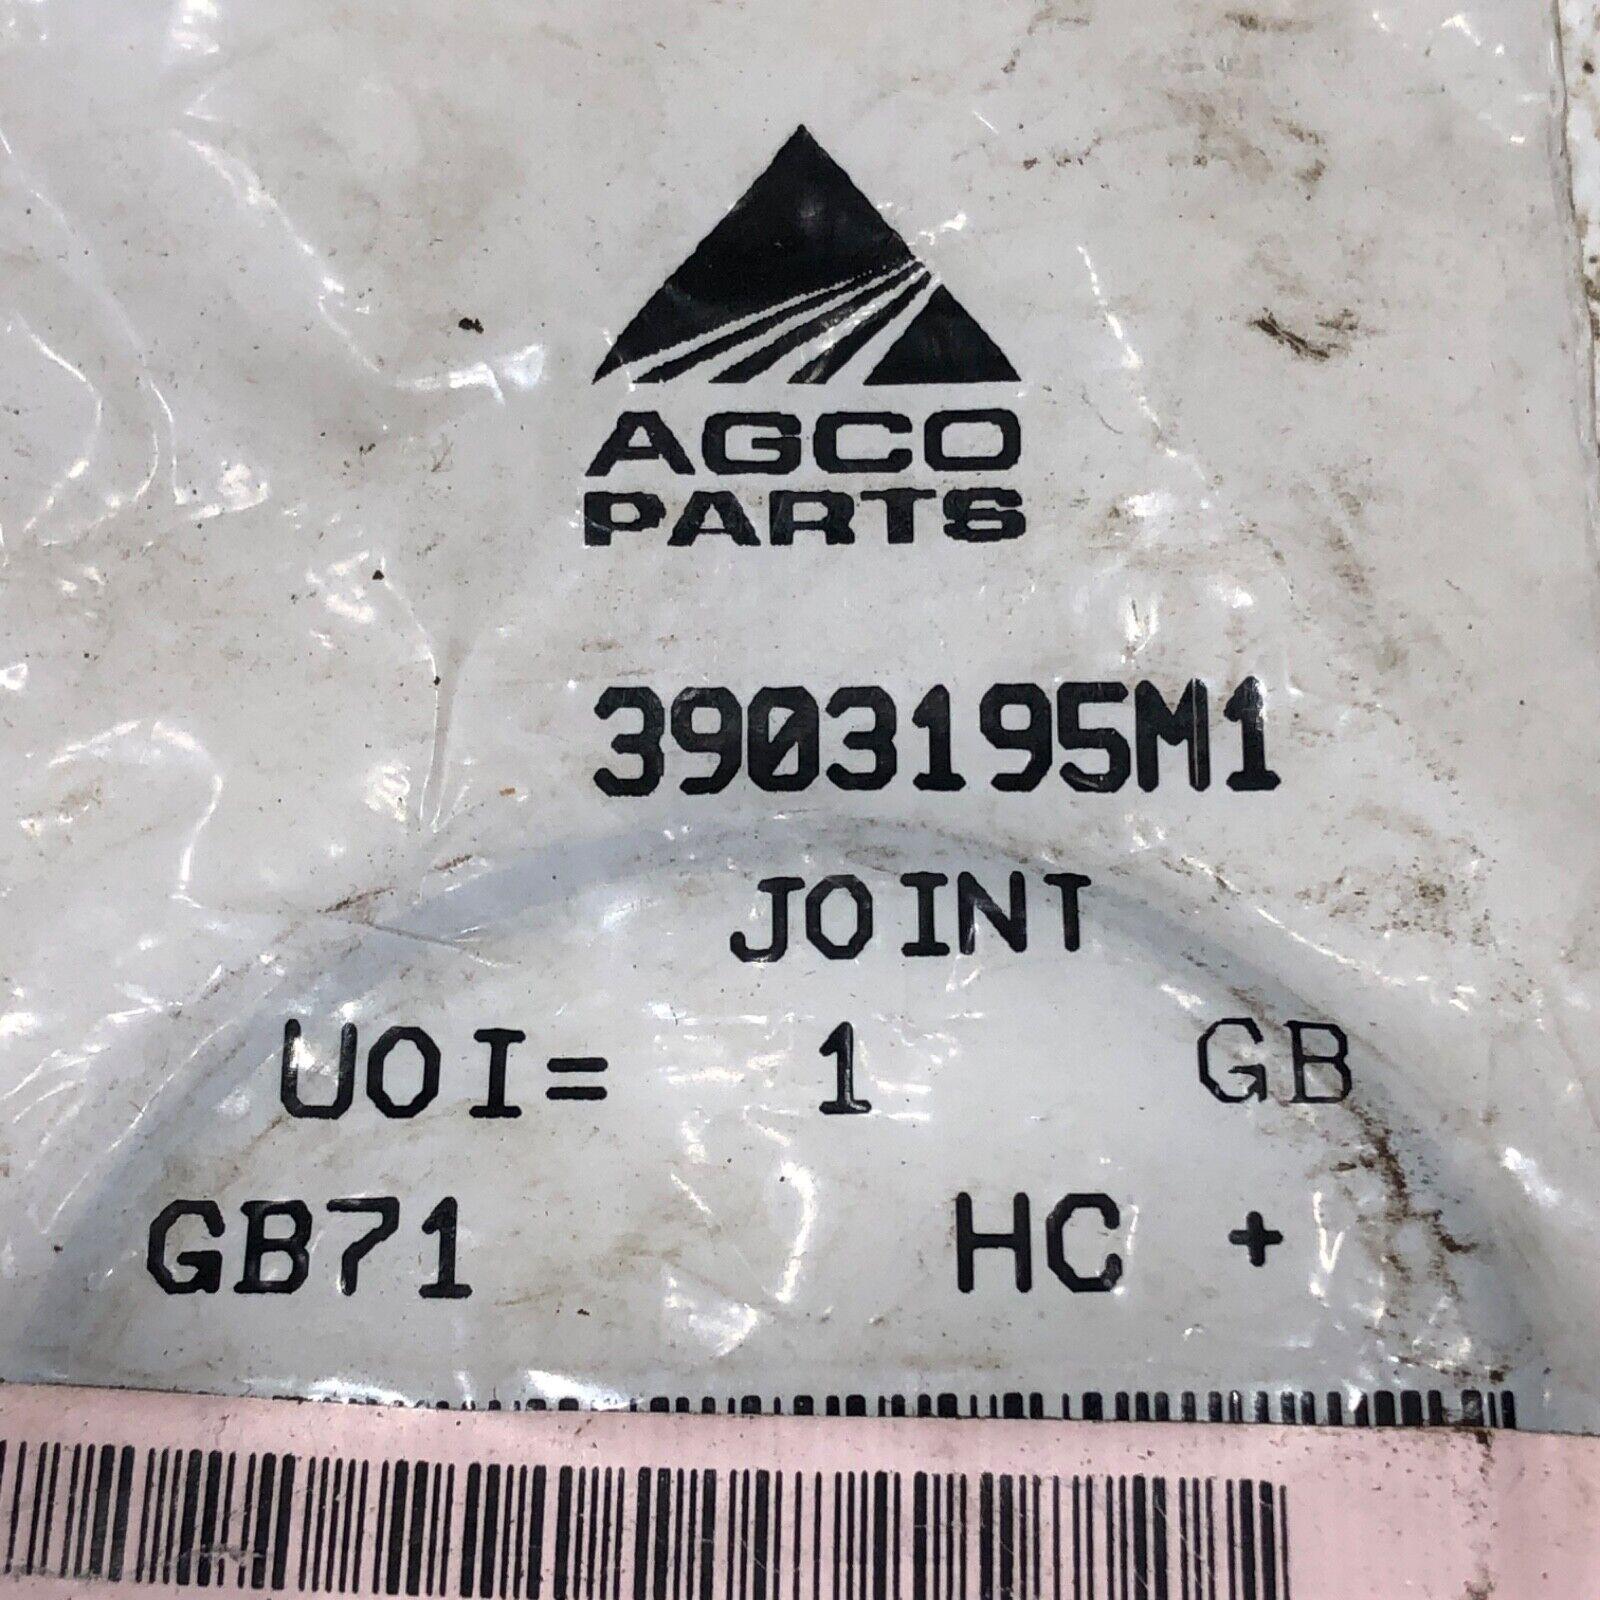 AGCO
PARTS
3903195M1
JOINT
UOI= 1 GB
GB71 HC +